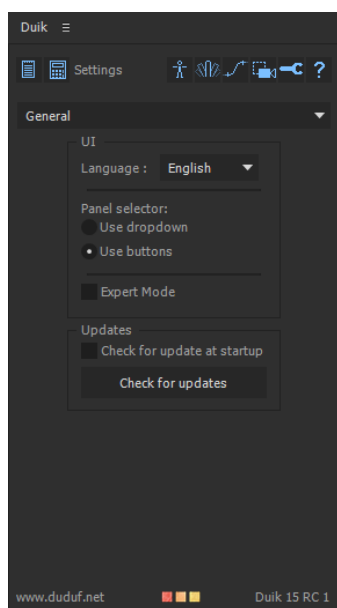 Duik
Settings
?
General
UI
Language : English
Panel selector:
Use dropdown
Use buttons
Expert Mode
Updates
Check for update at startup
Check for updates
www.duduf.net Duik 15 RC 1